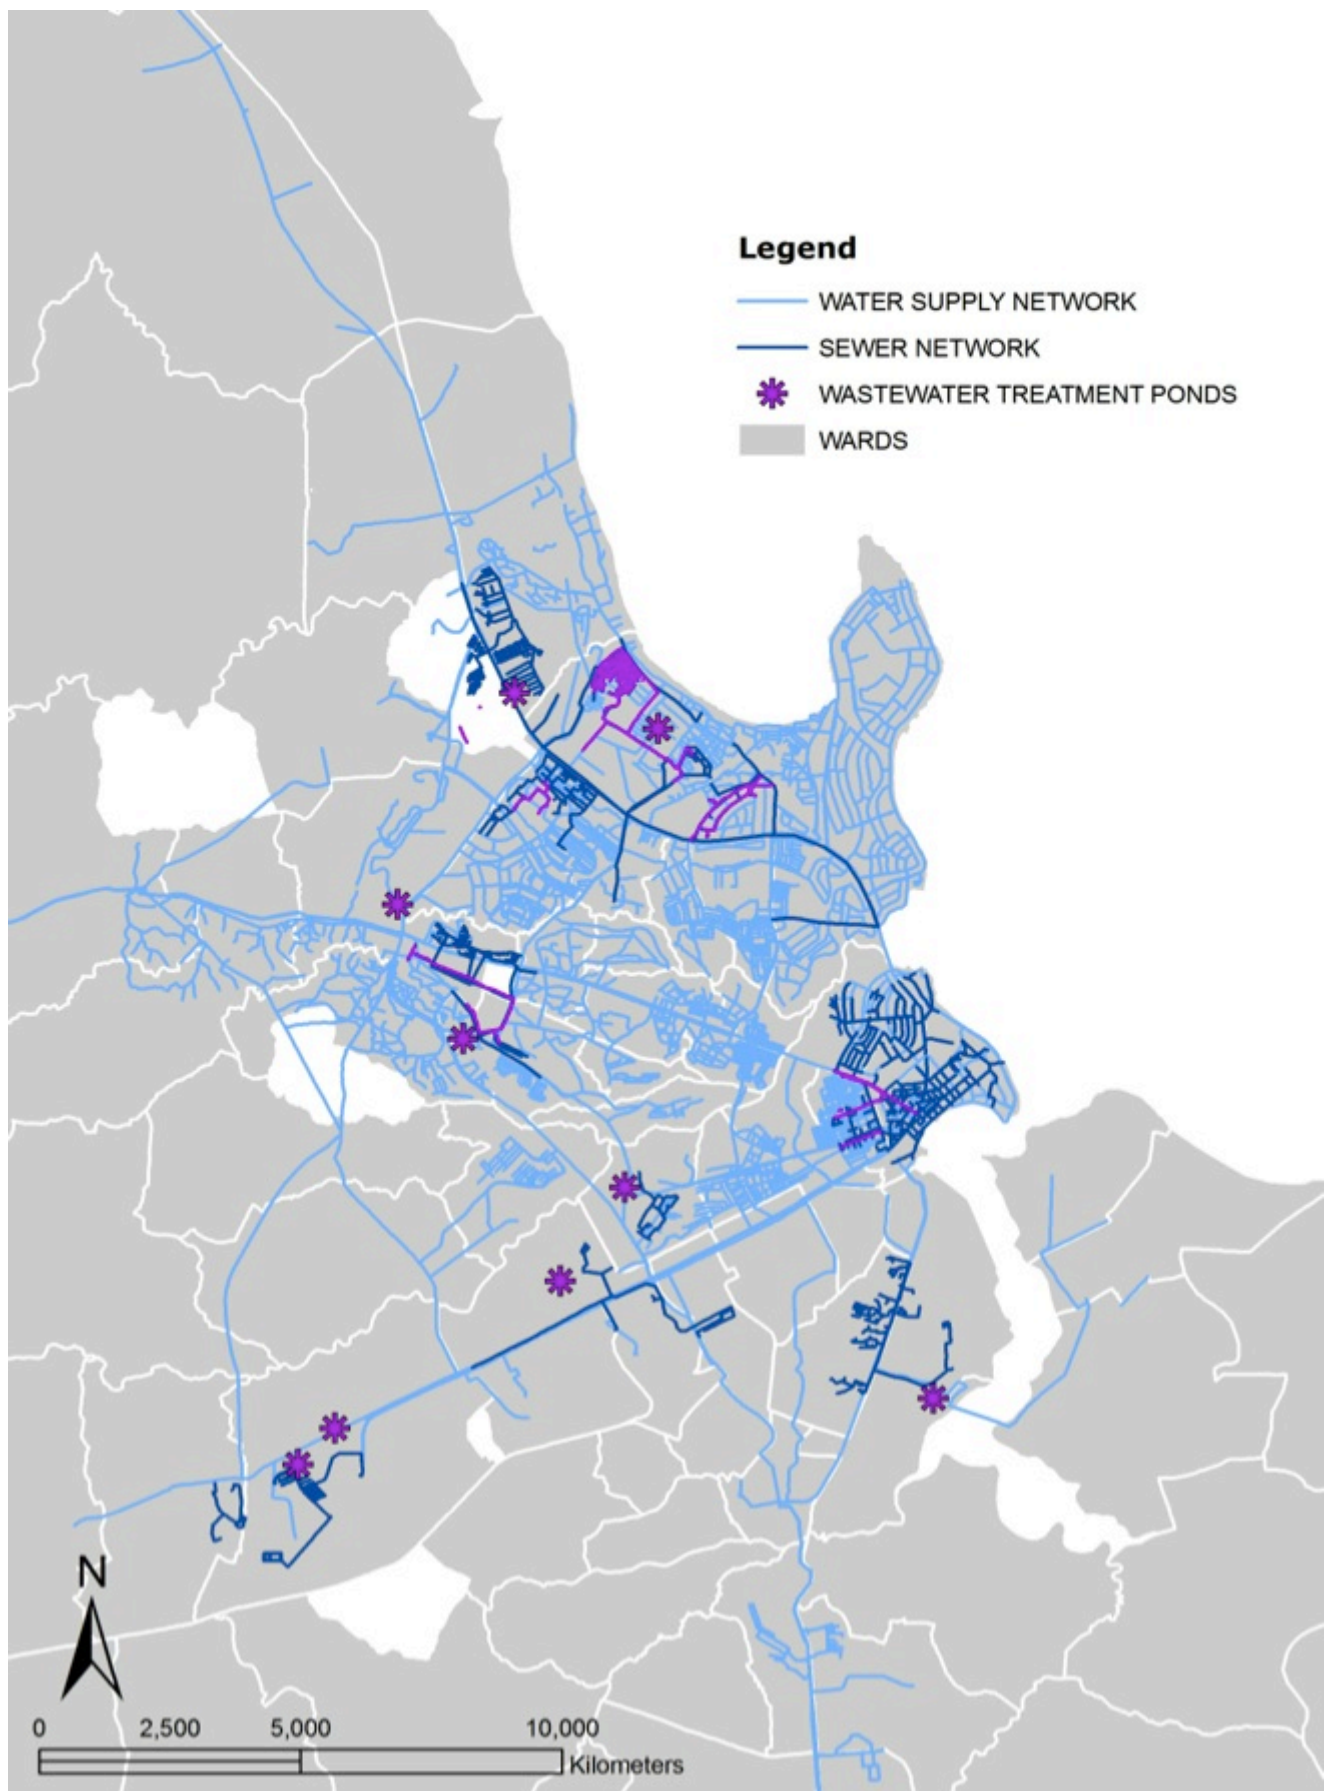 Legend
WATER SUPPLY NETWORK
SEWER NETWORK
WASTEWATER TREATMENT PONDS
WARDS
N
0 2,500 5,000 10,000
Kilometers